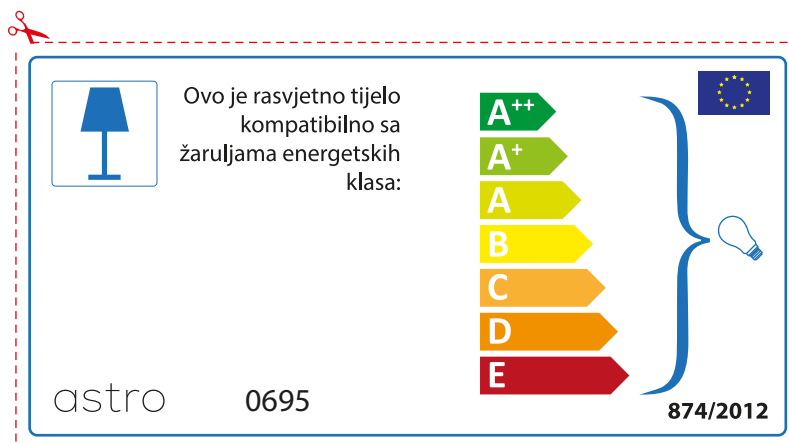 Ovo je rasvjetno tijelo
kompatibilno sa
žaruljama energetskih
klasa:
A++
A+
A
B
C
D
E
astro 0695
874/2012